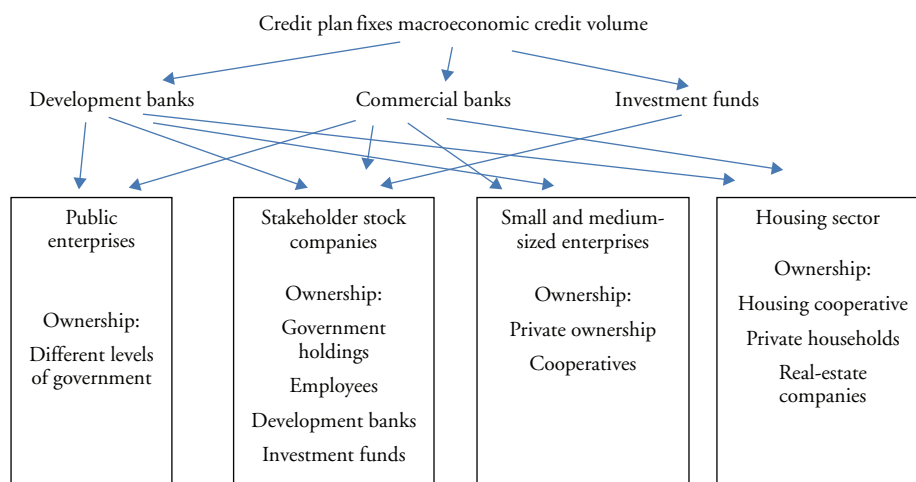 Credit plan fixes macroeconomic credit volume
Development banks
Commercial banks
Investment funds
Public
enterprises
Ownership:
Different levels
of government
Stakeholder stock
companies
Ownership:
Government
holdings
Employees
Development banks
Investment funds
Small and medium-
sized enterprises
Ownership:
Private ownership
Cooperatives
Housing sector
Ownership:
Housing cooperative
Private households
Real-estate
companies